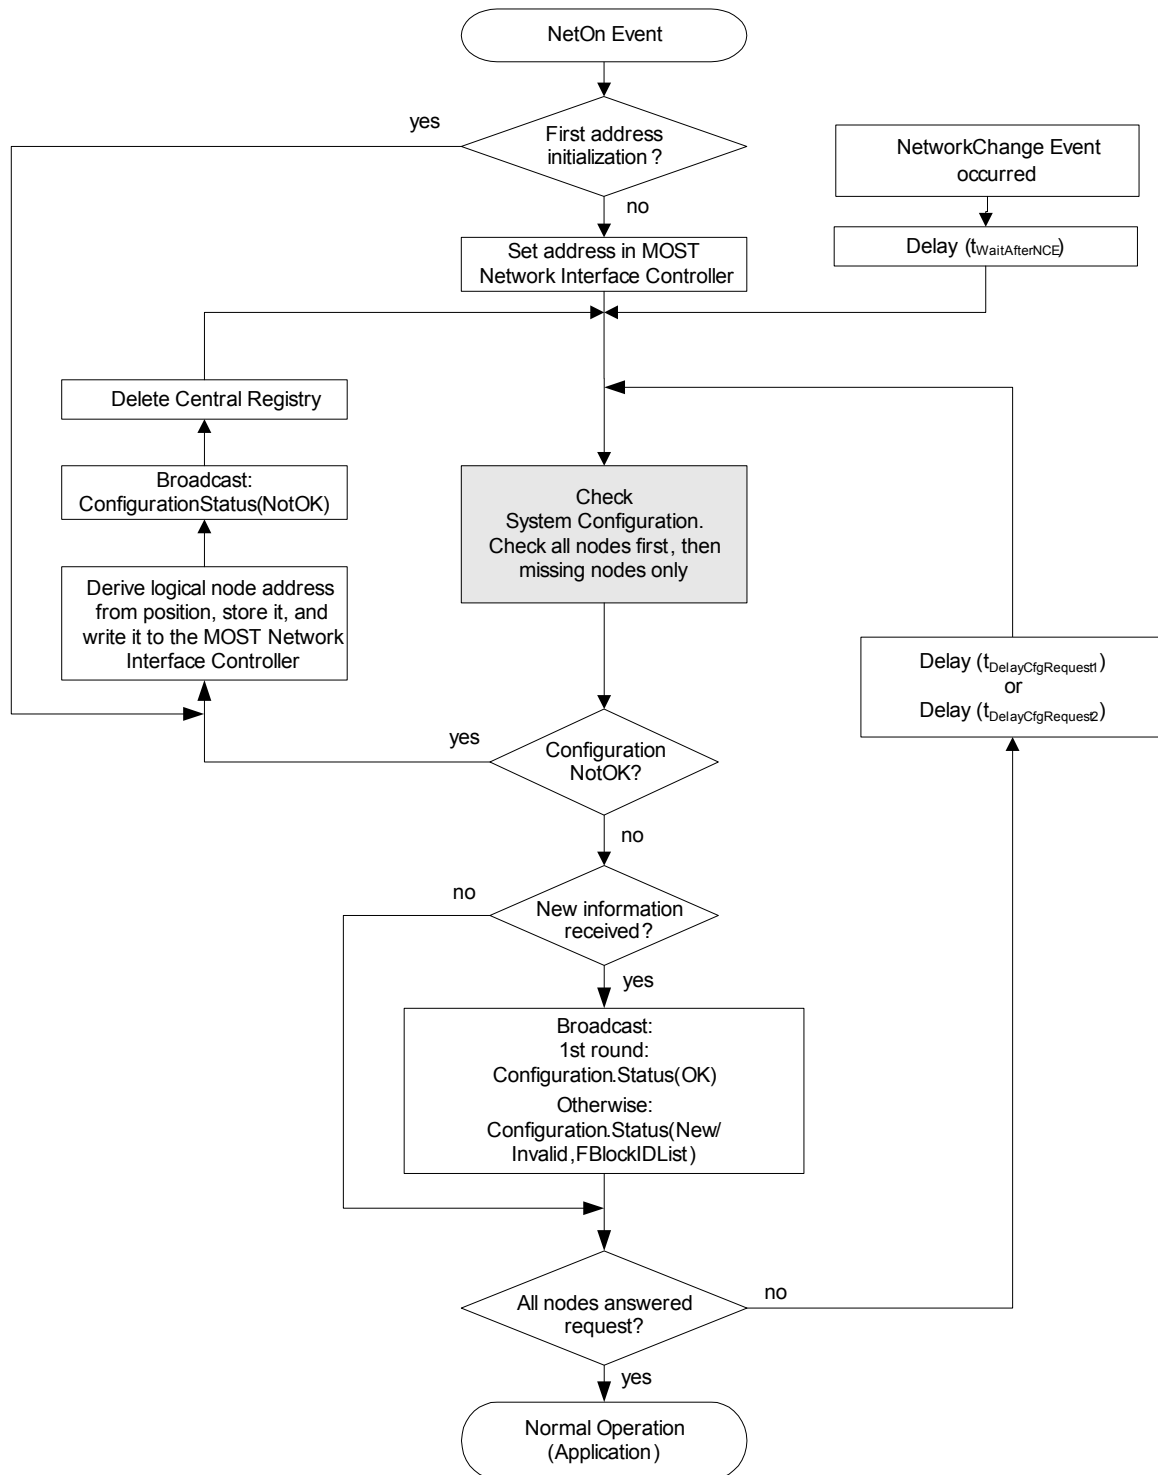 NetOn Event
yes
First address
initialization ?
no
NetworkChange Event
occurred
Set address in MOST
Network Interface Controller
Delay (tWaitAfterNCE)
Delete Central Registry
Broadcast:
ConfigurationStatus(NotOK)
Check
System Configuration.
Check all nodes first, then
missing nodes only
Derive logical node address
from position, store it, and
write it to the MOST Network
Interface Controller
Delay (tDelayCfgRequest1)
or
Delay (tDelayCfgRequest2)
yes
Configuration
NotOK?
no
no
New information
received ?
yes
Broadcast:
1st round:
Configuration.Status(OK)
Otherwise:
Configuration.Status(New/
Invalid,FBlockIDList)
All nodes answered
request?
no
yes
Normal Operation
(Application)